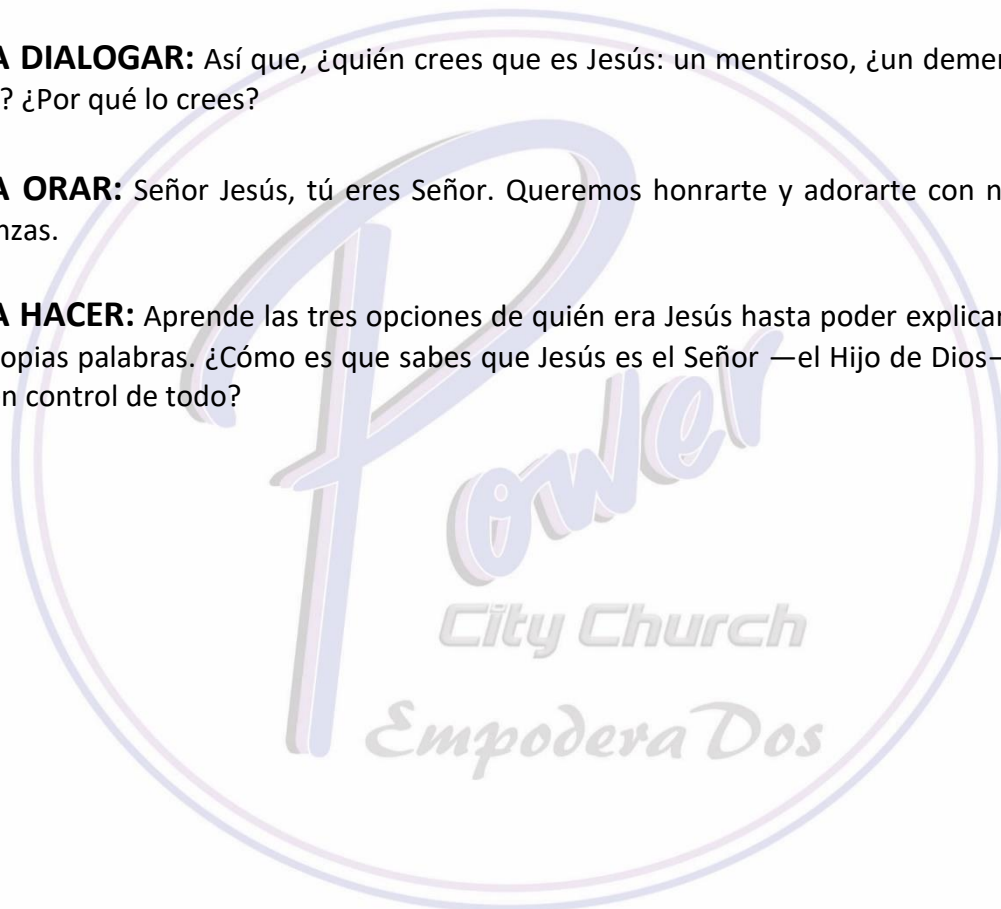 A DIALOGAR: Así que, ¿quién crees que es Jesús: un mentiroso, ¿un demen
? ¿Por qué lo crees?
A ORAR: Señor Jesús, tú eres Señor. Queremos honrarte y adorarte con n
nzas.
A HACER: Aprende las tres opciones de quién era Jesús hasta poder explicar
opias palabras. ¿Cómo es que sabes que Jesús es el Señor —el Hijo de Dios—
n control de todo?
Power
City Church
EmpoderaDos